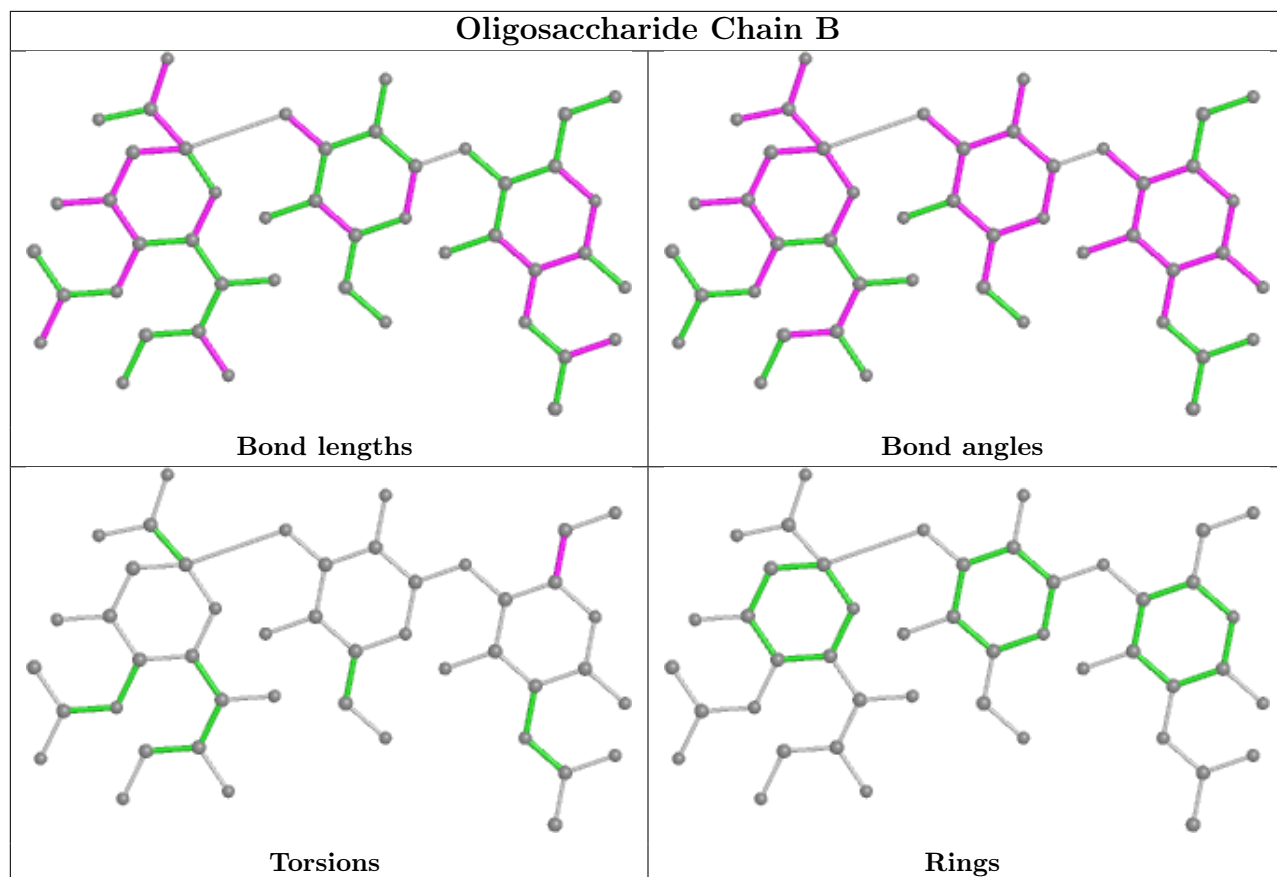 Oligosaccharide Chain B
Bond lengths
Bond angles
Torsions
Rings